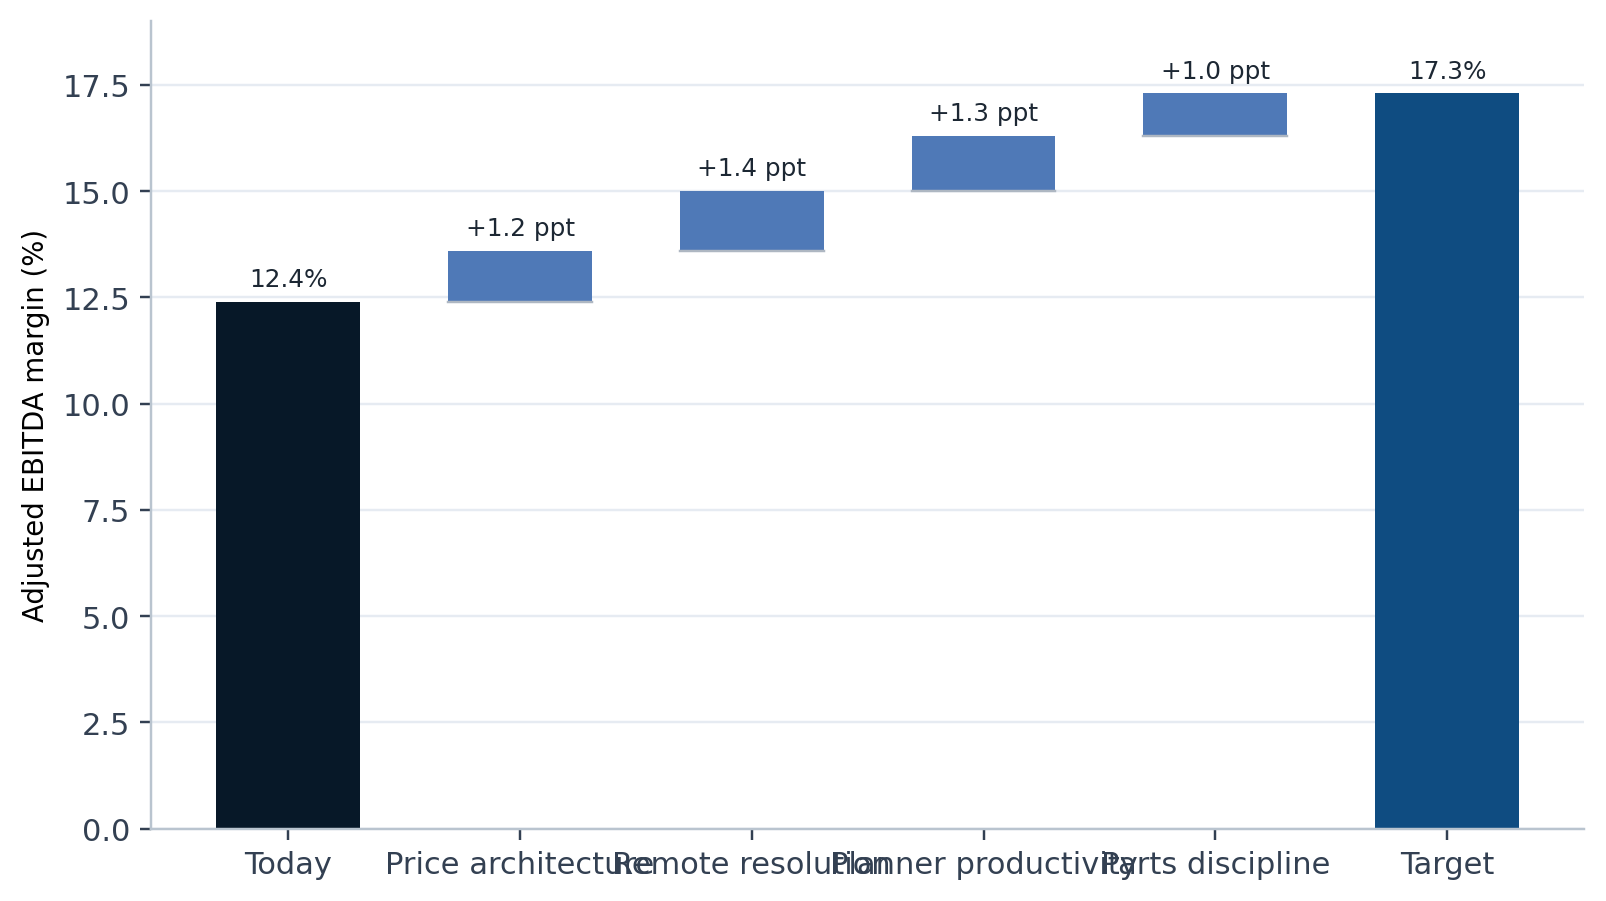 Adjusted EBITDA margin (%)
17.5
15.0
12.5
10.0
7.5
5.0
2.5
0.0
12.4%
+1.2 ppt
+1.4 ppt
+1.3 ppt
+1.0 ppt
17.3%
Today
Price architecture
Remote resolution
Planner productivity
Parts discipline
Target